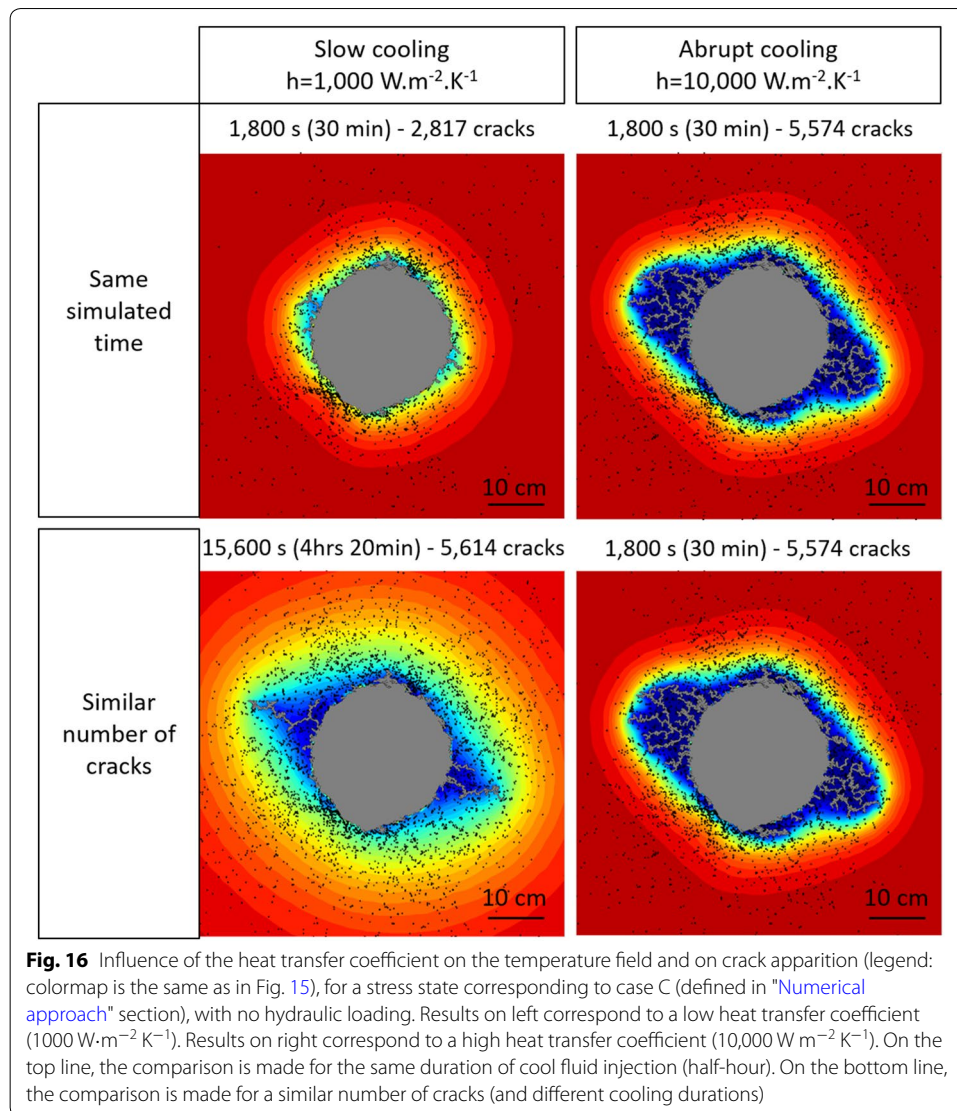 Slow cooling
h=1,000 W.m⁻².K⁻¹
Abrupt cooling
h=10,000 W.m⁻².K⁻¹
Same
simulated
time
1,800 s (30 min) - 2,817 cracks
10 cm
1,800 s (30 min) - 5,574 cracks
10 cm
Similar
number of
cracks
15,600 s (4hrs 20min) - 5,614 cracks
10 cm
1,800 s (30 min) - 5,574 cracks
10 cm
Fig. 16 Influence of the heat transfer coefficient on the temperature field and on crack apparition (legend:
colormap is the same as in Fig. 15), for a stress state corresponding to case C (defined in "Numerical
approach" section), with no hydraulic loading. Results on left correspond to a low heat transfer coefficient
(1000 W·m⁻² K⁻¹). Results on right correspond to a high heat transfer coefficient (10,000 W m⁻² K⁻¹). On the
top line, the comparison is made for the same duration of cool fluid injection (half-hour). On the bottom line,
the comparison is made for a similar number of cracks (and different cooling durations)